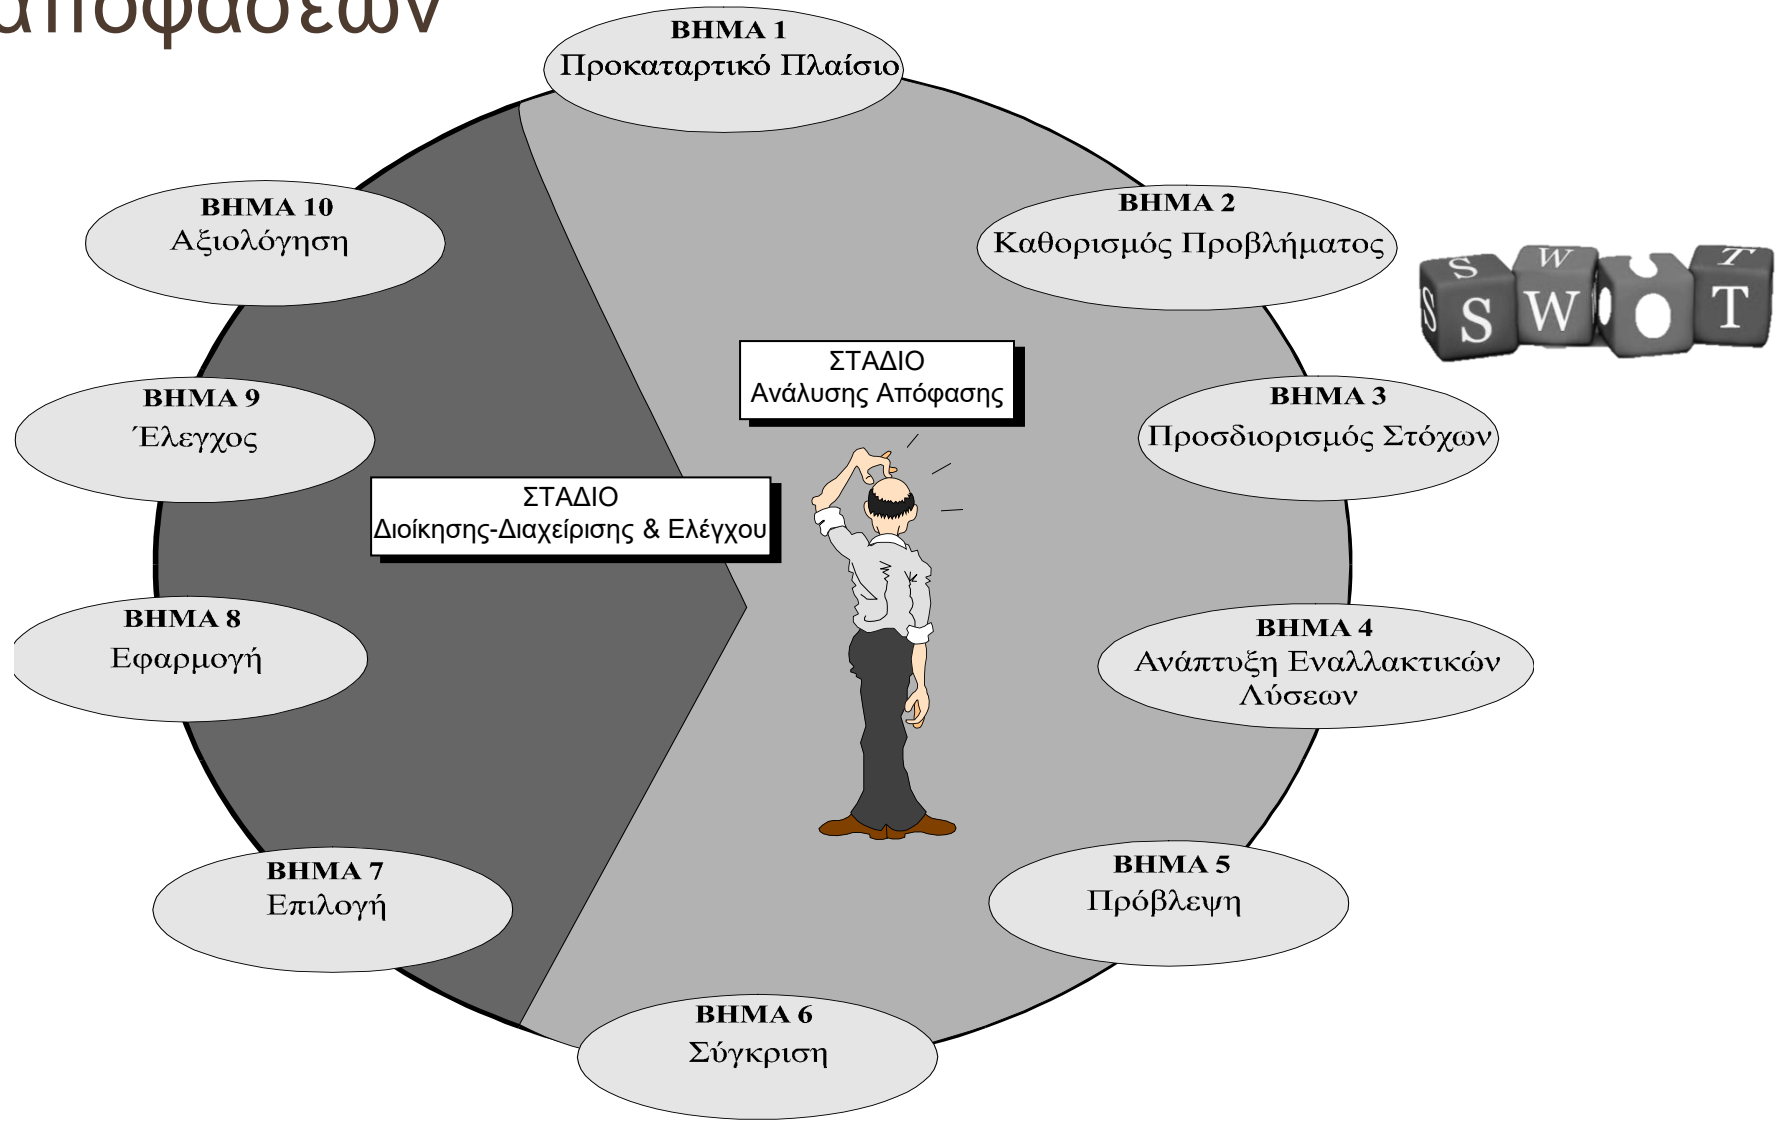 αποφάσεων
ΒΗΜΑ 1
Προκαταρτικό Πλαίσιο
ΒΗΜΑ 2
Καθορισμός Προβλήματος
S W T
S S W O T
ΒΗΜΑ 3
Προσδιορισμός Στόχων
ΒΗΜΑ 4
Ανάπτυξη Εναλλακτικών
Λύσεων
ΒΗΜΑ 5
Πρόβλεψη
ΒΗΜΑ 6
Σύγκριση
ΒΗΜΑ 7
Επιλογή
ΒΗΜΑ 8
Εφαρμογή
ΒΗΜΑ 9
Έλεγχος
ΒΗΜΑ 10
Αξιολόγηση
ΣΤΑΔΙΟ
Ανάλυσης Απόφασης
ΣΤΑΔΙΟ
Διοίκησης-Διαχείρισης & Ελέγχου